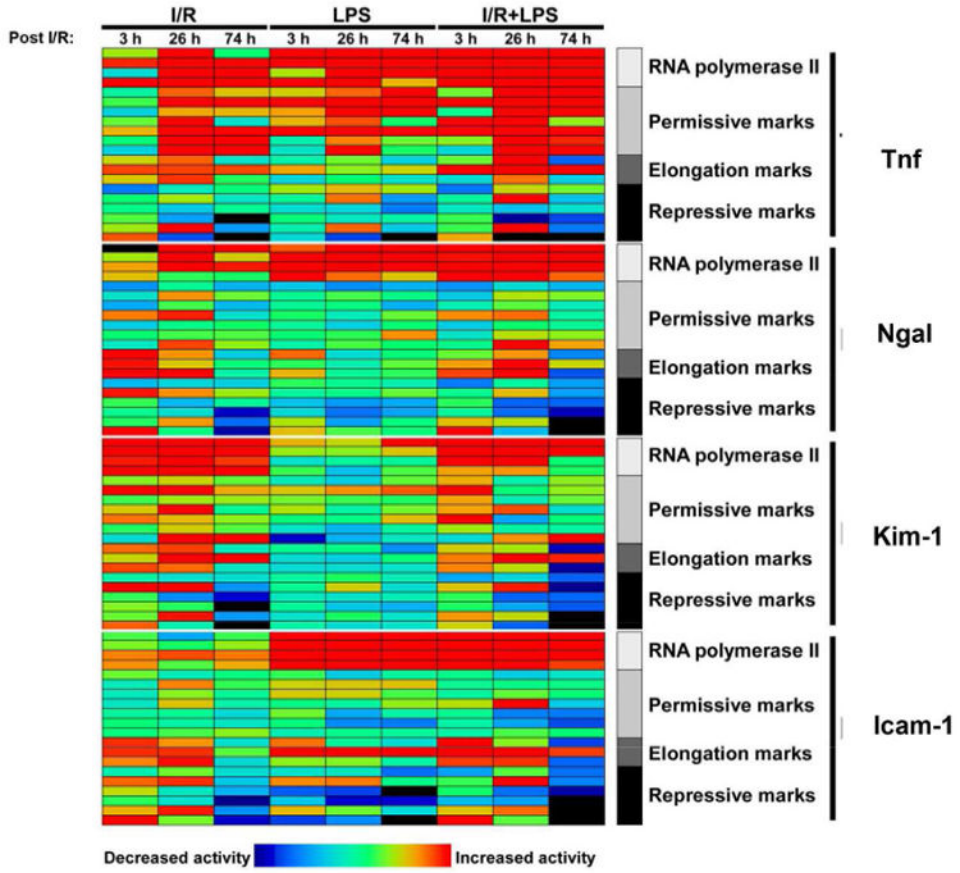 I/R LPS I/R+LPS
Post I/R: 3 h 26 h 74 h 3 h 26 h 74 h 3 h 26 h 74 h
RNA polymerase II
Permissive marks
Elongation marks
Repressive marks
Tnf
RNA polymerase II
Permissive marks
Elongation marks
Repressive marks
Ngal
RNA polymerase II
Permissive marks
Elongation marks
Repressive marks
Kim-1
RNA polymerase II
Permissive marks
Elongation marks
Repressive marks
Icam-1
Decreased activity Increased activity